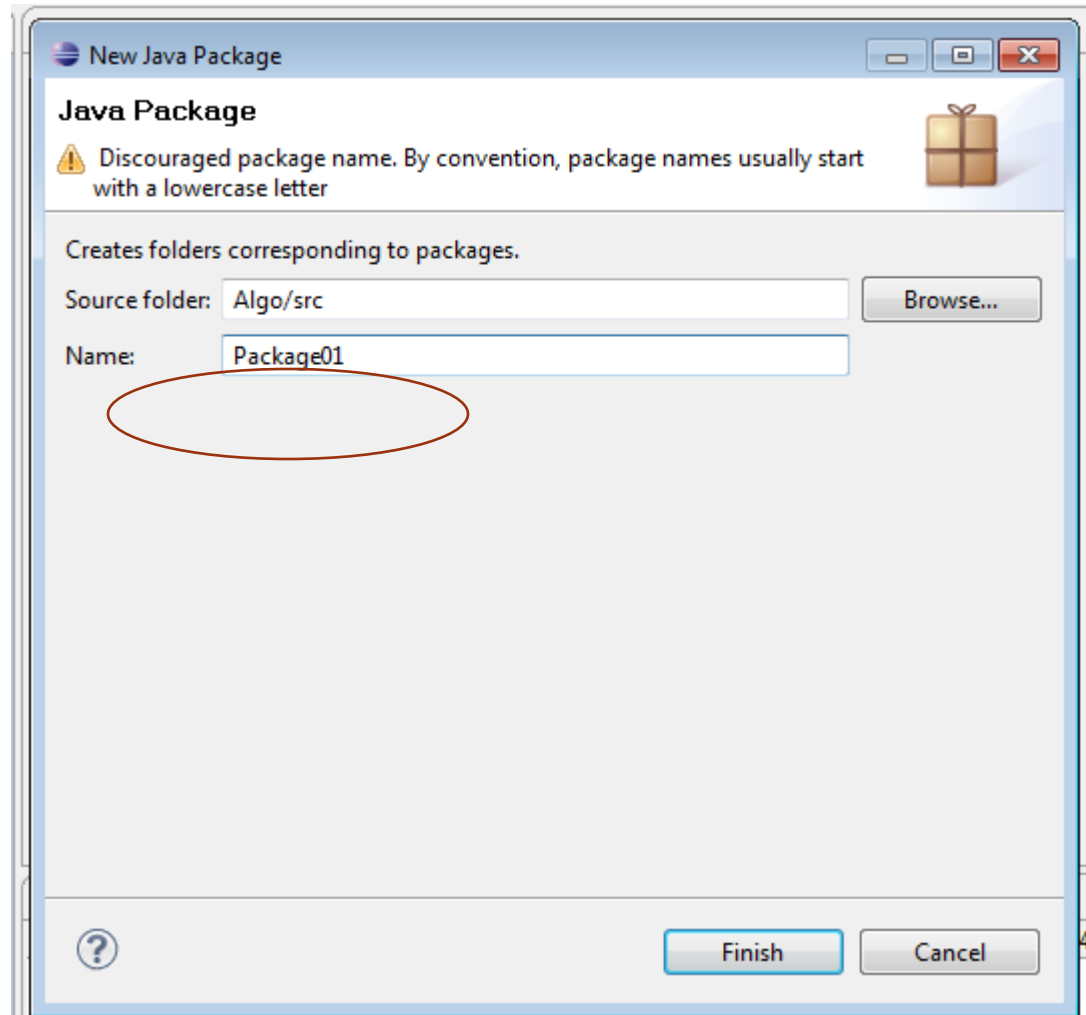 New Java Package
Java Package
Discouraged package name. By convention, package names usually start
with a lowercase letter
Creates folders corresponding to packages.
Source folder: Algo/src Browse...
Name: Package01
? Finish Cancel